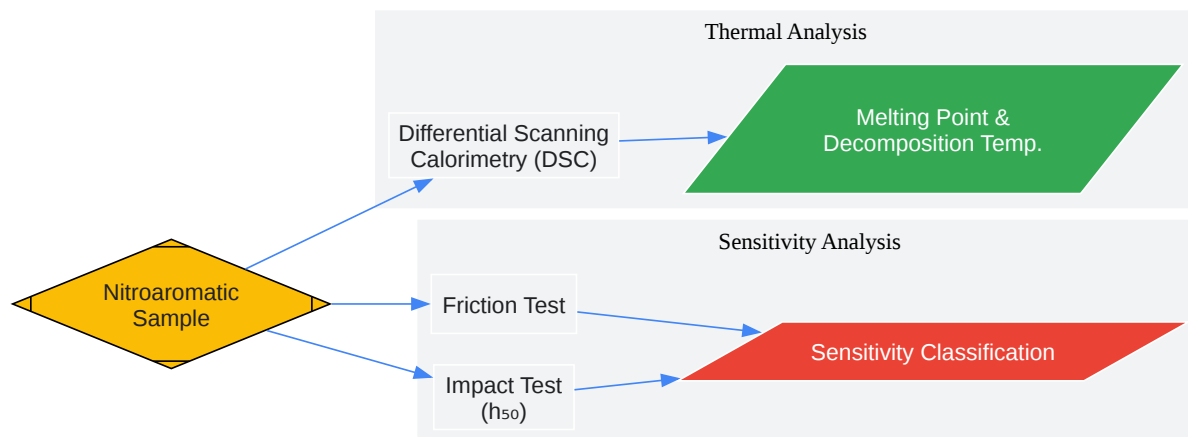 Thermal Analysis
Differential Scanning
Calorimetry (DSC)
Melting Point &
Decomposition Temp.
Nitroaromatic
Sample
Sensitivity Analysis
Friction Test
Impact Test
(h₅₀)
Sensitivity Classification